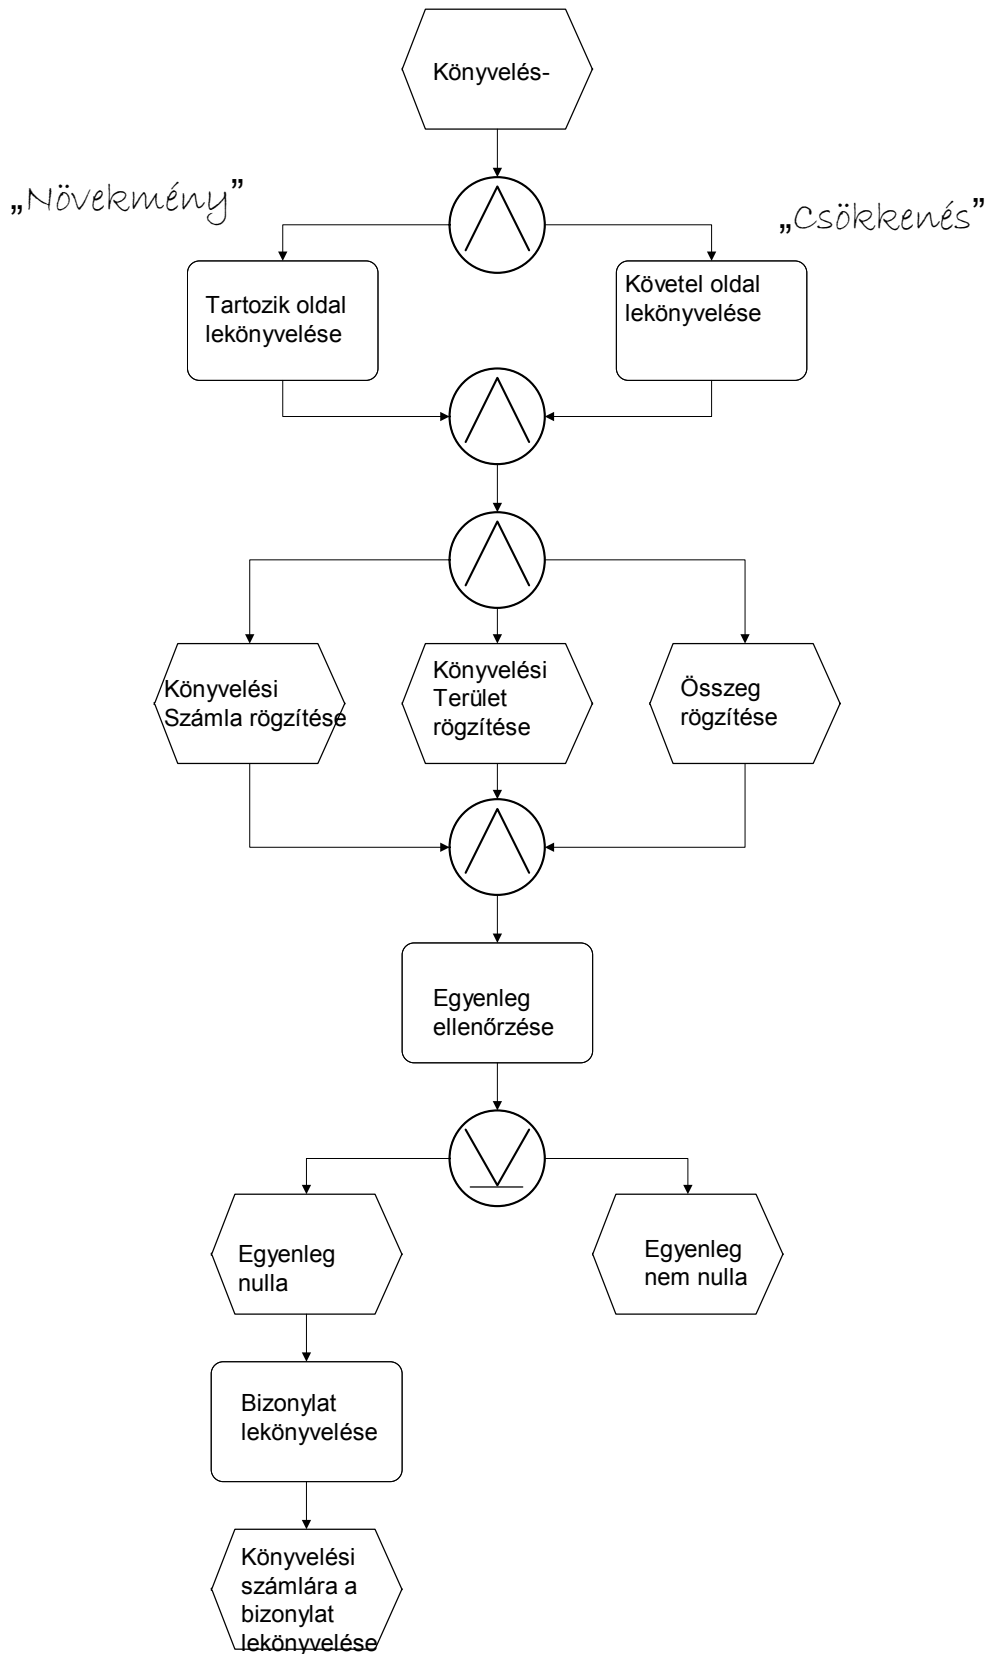 Könyvelés-
„Növekmény”
„Csökkenés”
Tartozik oldal
lekönyvelése
Követel oldal
lekönyvelése
Könyvelési
Számla rögzítése
Könyvelési
Terület
rögzítése
Összeg
rögzítése
Egyenleg
ellenőrzése
Egyenleg
nulla
Egyenleg
nem nulla
Bizonylat
lekönyvelése
Könyvelési
számlára a
bizonylat
lekönyvelése